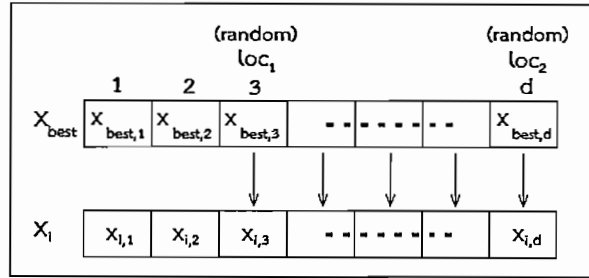 (random) (random)
loc1 loc2
1 2 3 d
Xbest Xbest,1 Xbest,2 Xbest,3 - - - - - - - - Xbest,d
Xi Xi,1 Xi,2 Xi,3 - - - - - - - - Xi,d